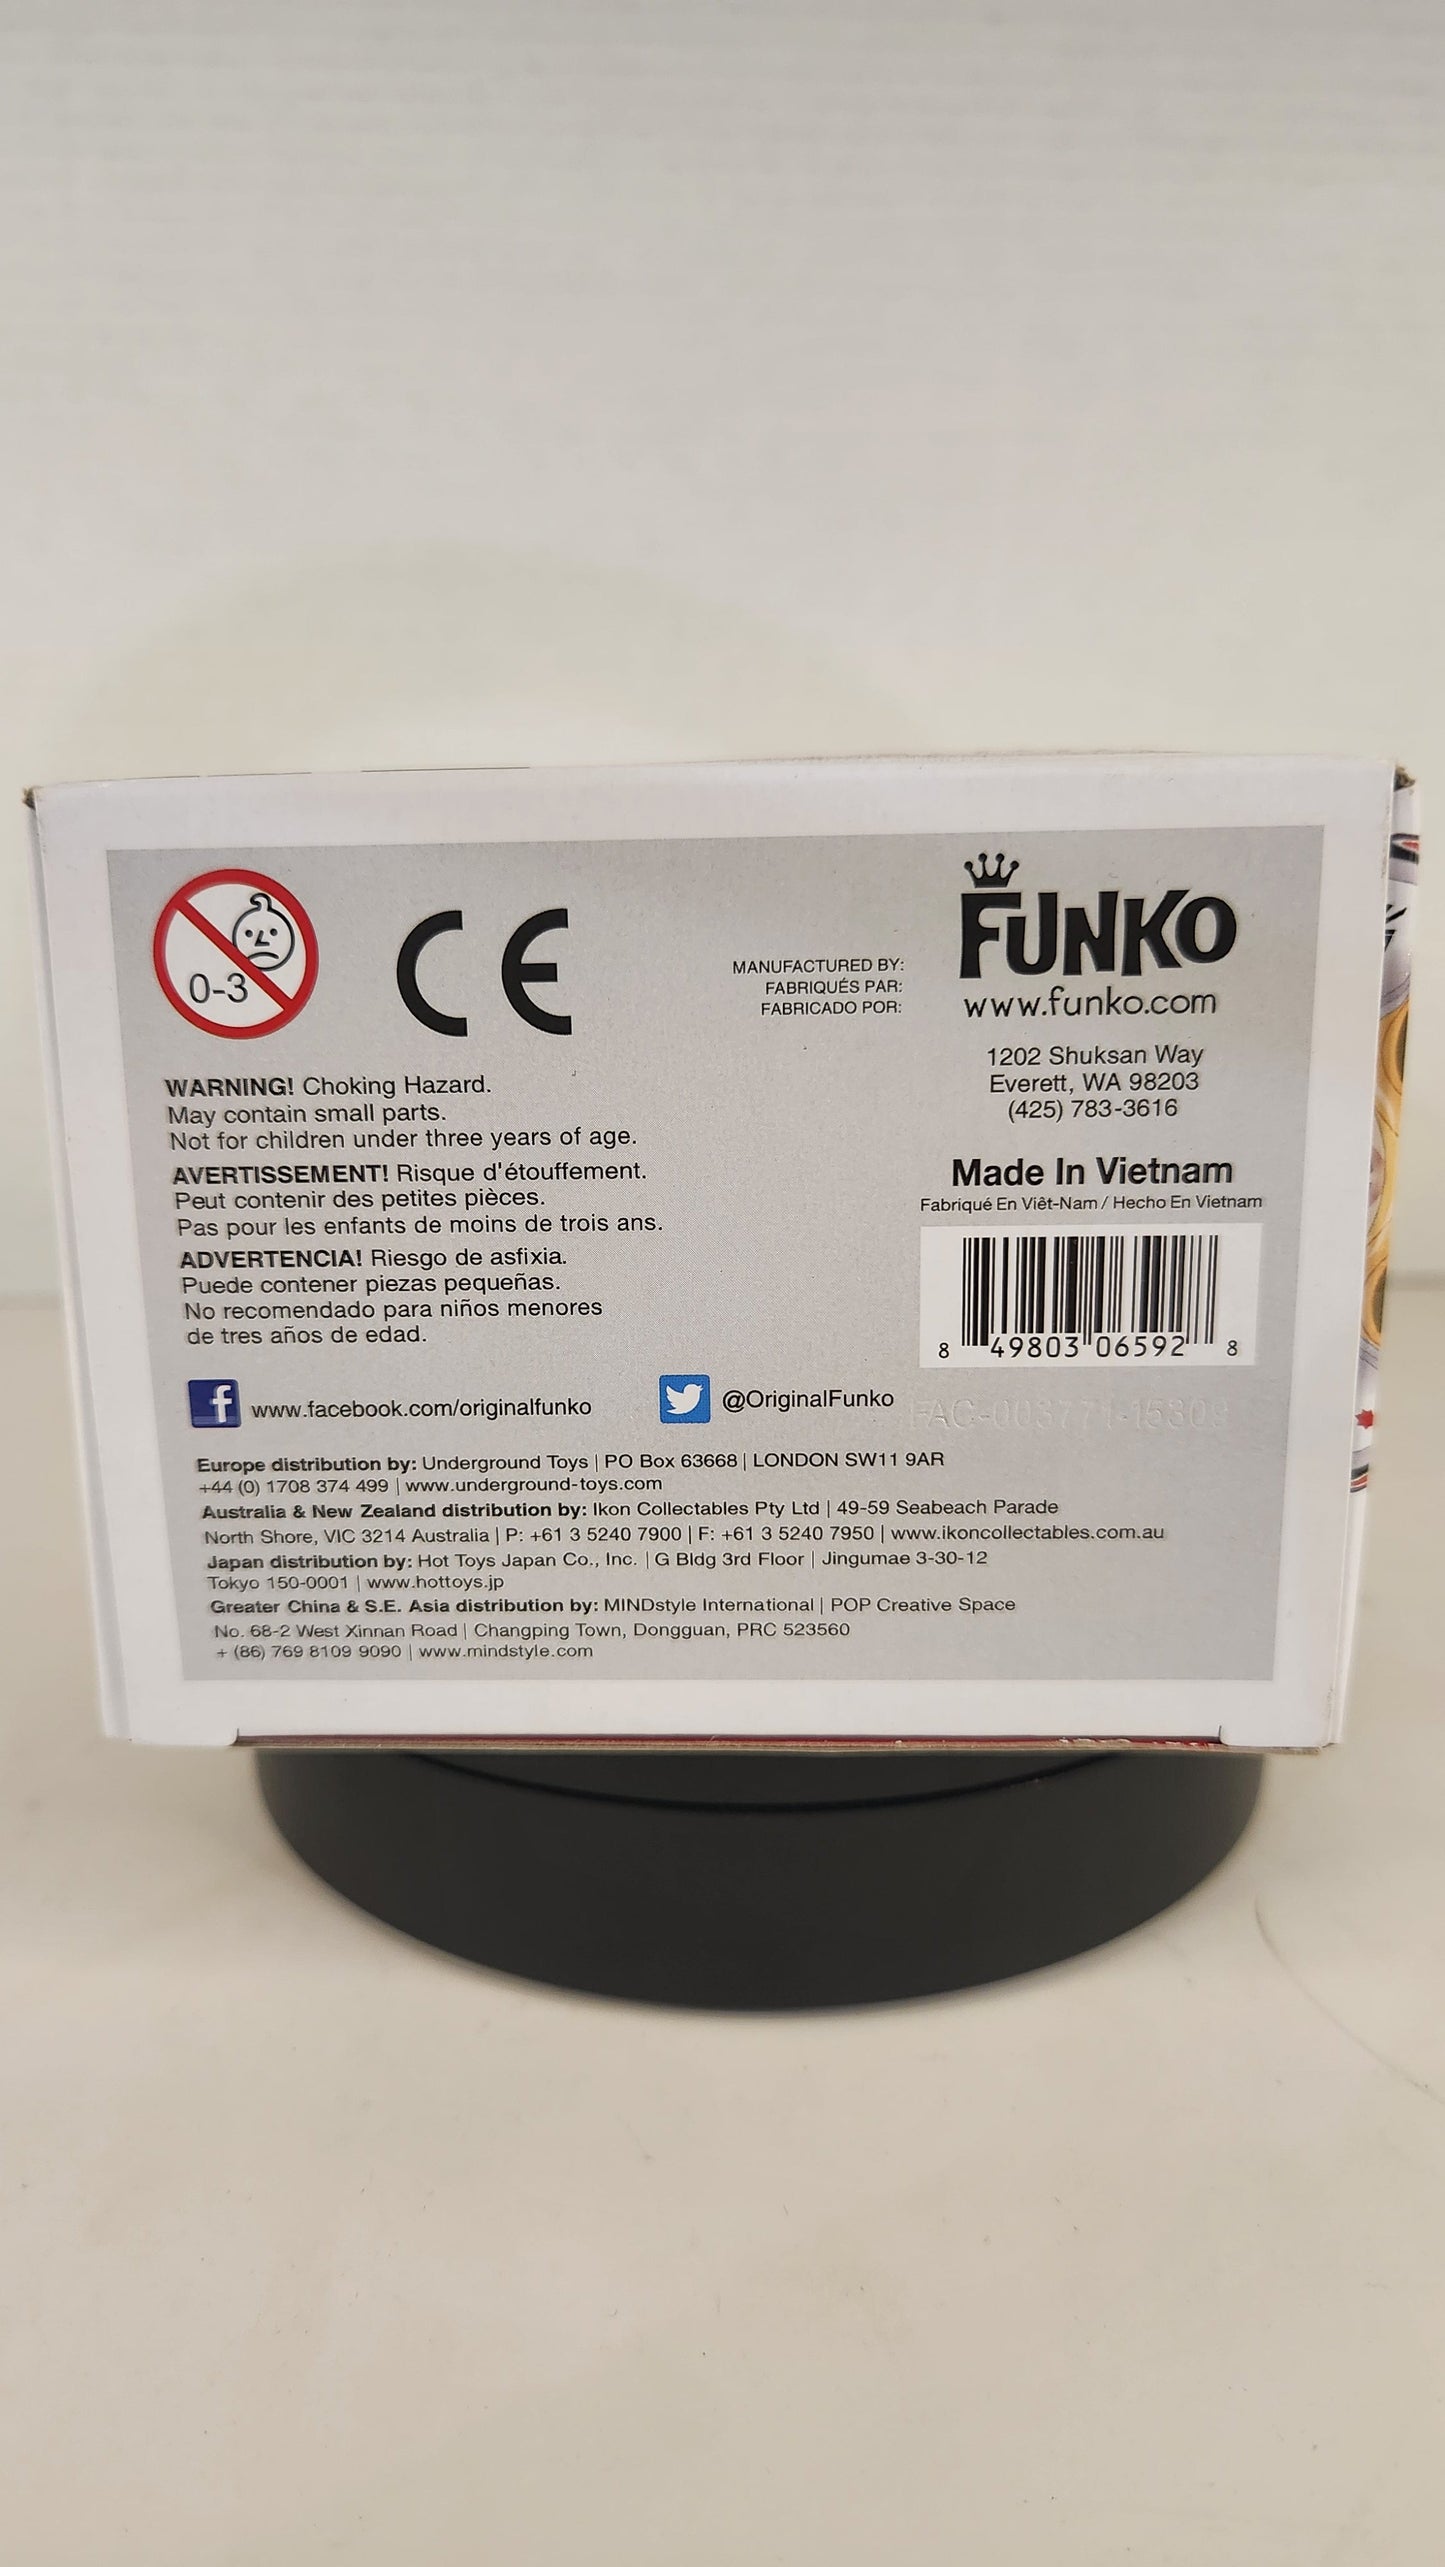 0-3
CE
MANUFACTURED BY:
FABRIQUÉS PAR:
FABRICADO POR:
FUNKO
www.funko.com
1202 Shuksan Way
Everett, WA 98203
(425) 783-3616
Made In Vietnam
Fabriqué En Viêt-Nam / Hecho En Vietnam
8 49803 06592 8
WARNING! Choking Hazard.
May contain small parts.
Not for children under three years of age.
AVERTISSEMENT! Risque d'étouffement.
Peut contenir des petites pièces.
Pas pour les enfants de moins de trois ans.
ADVERTENCIA! Riesgo de asfixia.
Puede contener piezas pequeñas.
No recomendado para niños menores
de tres años de edad.
f www.facebook.com/originalfunko
@OriginalFunko
Europe distribution by: Underground Toys | PO Box 63668 | LONDON SW11 9AR
+44 (0) 1708 374 499 | www.underground-toys.com
Australia & New Zealand distribution by: Ikon Collectables Pty Ltd | 49-59 Seabeach Parade
North Shore, VIC 3214 Australia | P: +61 3 5240 7900 | F: +61 3 5240 7950 | www.ikoncollectables.com.au
Japan distribution by: Hot Toys Japan Co., Inc. | G Bldg 3rd Floor | Jingumae 3-30-12
Tokyo 150-0001 | www.hottoys.jp
Greater China & S.E. Asia distribution by: MINDstyle International | POP Creative Space
No. 68-2 West Xinnan Road | Changping Town, Dongguan, PRC 523560
+ (86) 769 8109 9090 | www.mindstyle.com